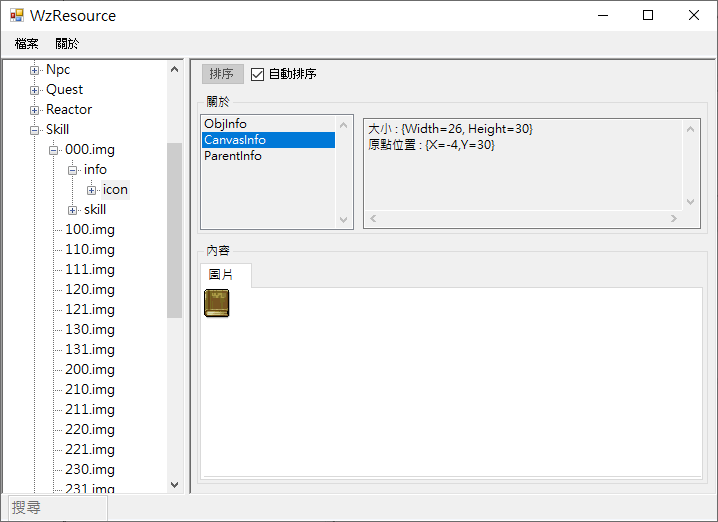 WzResource
檔案 關於
Npc
Quest
Reactor
Skill
000.img
info
icon
skill
100.img
110.img
111.img
120.img
121.img
130.img
131.img
200.img
210.img
211.img
220.img
221.img
230.img
231.img
搜尋
排序 自動排序
關於
ObjInfo
CanvasInfo
ParentInfo
大小 : {Width=26, Height=30}
原點位置 : {X=-4,Y=30}
內容
圖片